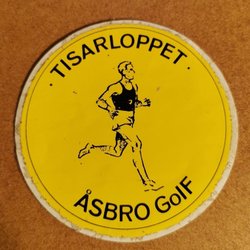 · TISARLOPPET ·
ÅSBRO GoIF